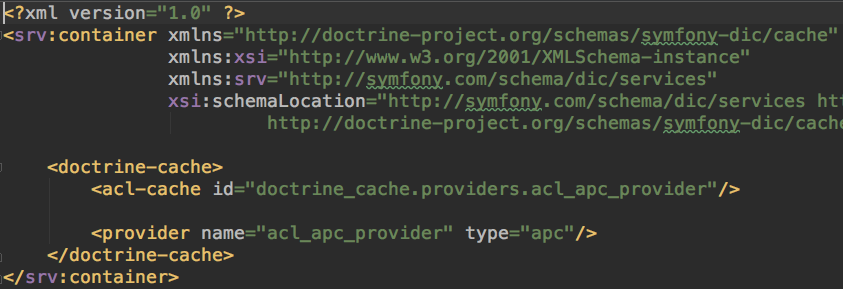 <?xml version="1.0" ?>
<srv:container xmlns="http://doctrine-project.org/schemas/symfony-dic/cache"
               xmlns:xsi="http://www.w3.org/2001/XMLSchema-instance"
               xmlns:srv="http://symfony.com/schema/dic/services"
               xsi:schemaLocation="http://symfony.com/schema/dic/services htt
                        http://doctrine-project.org/schemas/symfony-dic/cache
    <doctrine-cache>
        <acl-cache id="doctrine_cache.providers.acl_apc_provider"/>
        <provider name="acl_apc_provider" type="apc"/>
    </doctrine-cache>
</srv:container>